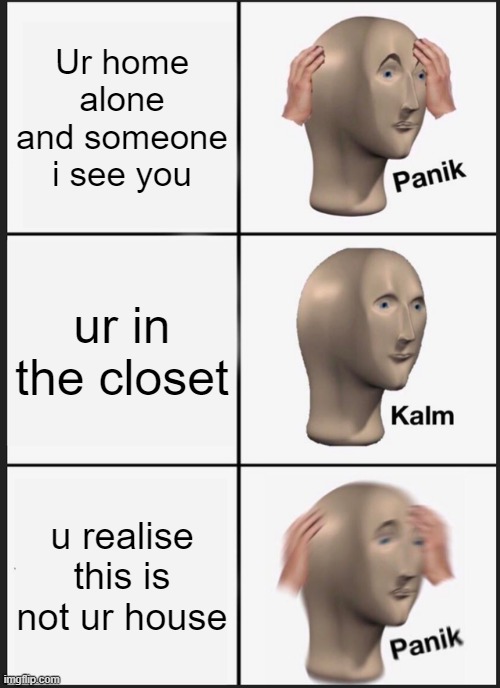 Ur home
alone
and someone
i see you
Panik
ur in
the closet
Kalm
u realise
this is
not ur house
Panik
imgflip.com